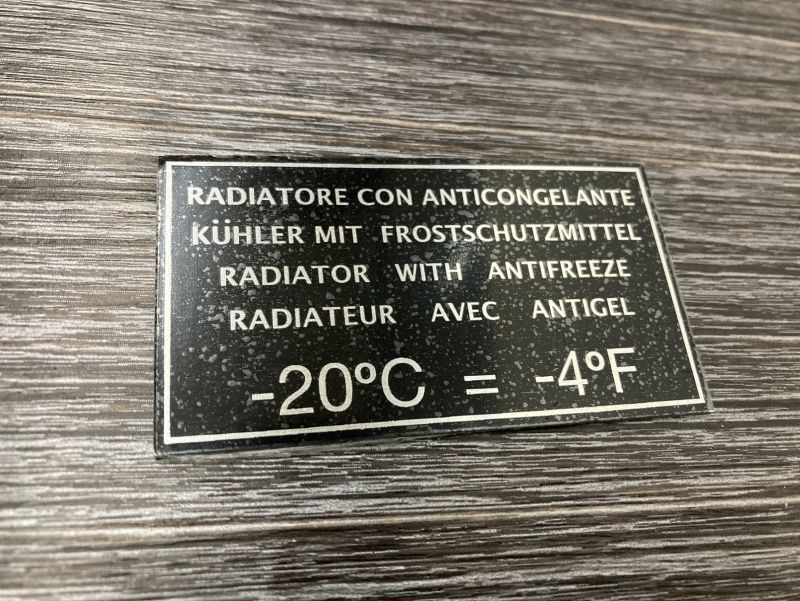 RADIATORE CON ANTICONGELANTE
KÜHLER MIT FROSTSCHUTZMITTEL
RADIATOR WITH ANTIFREEZE
RADIATEUR AVEC ANTIGEL
-20ºC = -4ºF